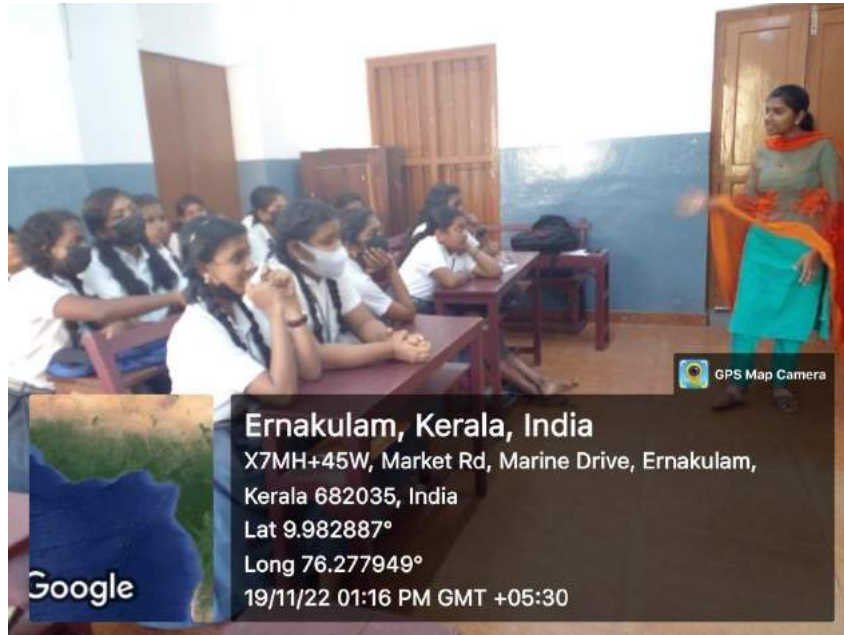 GPS Map Camera
Ernakulam, Kerala, India
X7MH+45W, Market Rd, Marine Drive, Ernakulam,
Kerala 682035, India
Lat 9.982887°
Long 76.277949°
19/11/22 01:16 PM GMT +05:30
Google